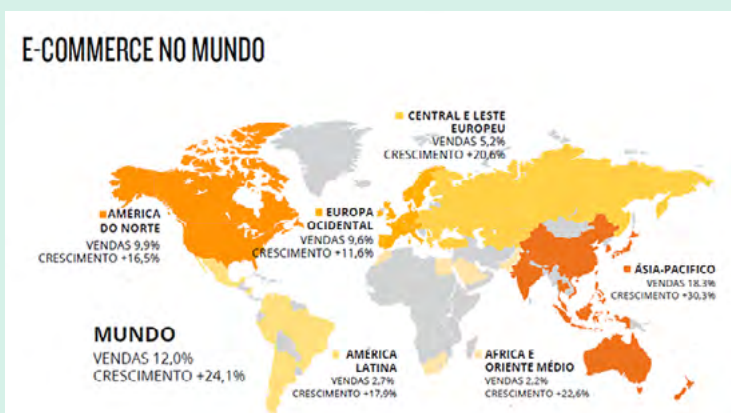 E-COMMERCE NO MUNDO
CENTRAL E LESTE
EUROPEU
VENDAS 5,2%
CRESCIMENTO +20,6%
AMÉRICA
DO NORTE
VENDAS 9,9%
CRESCIMENTO +16,5%
EUROPA
OCIDENTAL
VENDAS 9,6%
CRESCIMENTO +11,6%
ÁSIA-PACIFICO
VENDAS 18.3%
CRESCIMENTO +30,3%
MUNDO
VENDAS 12,0%
CRESCIMENTO +24,1%
AMÉRICA
LATINA
VENDAS 2,7%
CRESCIMENTO +17,9%
AFRICA E
ORIENTE MÉDIO
VENDAS 2,2%
CRESCIMENTO +22,6%